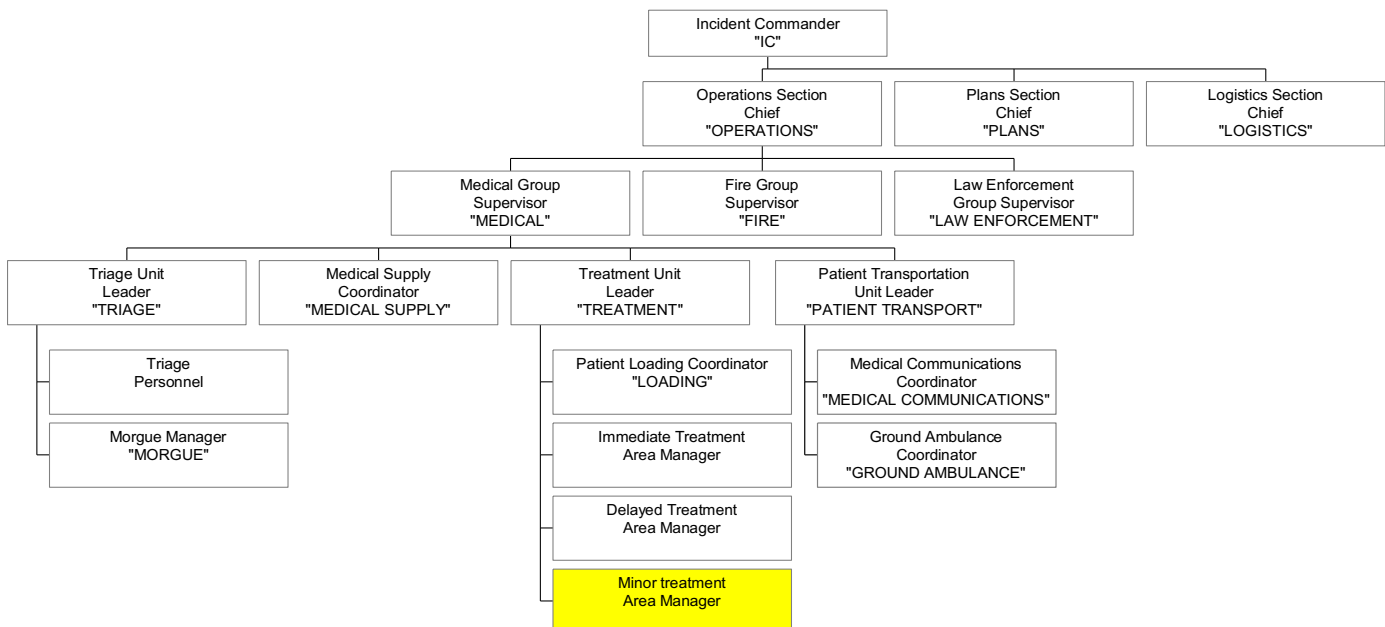 Incident Commander
"IC"
Operations Section
Chief
"OPERATIONS"
Plans Section
Chief
"PLANS"
Logistics Section
Chief
"LOGISTICS"
Medical Group
Supervisor
"MEDICAL"
Fire Group
Supervisor
"FIRE"
Law Enforcement
Group Supervisor
"LAW ENFORCEMENT"
Triage Unit
Leader
"TRIAGE"
Medical Supply
Coordinator
"MEDICAL SUPPLY"
Treatment Unit
Leader
"TREATMENT"
Patient Transportation
Unit Leader
"PATIENT TRANSPORT"
Triage
Personnel
Morgue Manager
"MORGUE"
Patient Loading Coordinator
"LOADING"
Immediate Treatment
Area Manager
Delayed Treatment
Area Manager
Minor treatment
Area Manager
Medical Communications
Coordinator
"MEDICAL COMMUNICATIONS"
Ground Ambulance
Coordinator
"GROUND AMBULANCE"